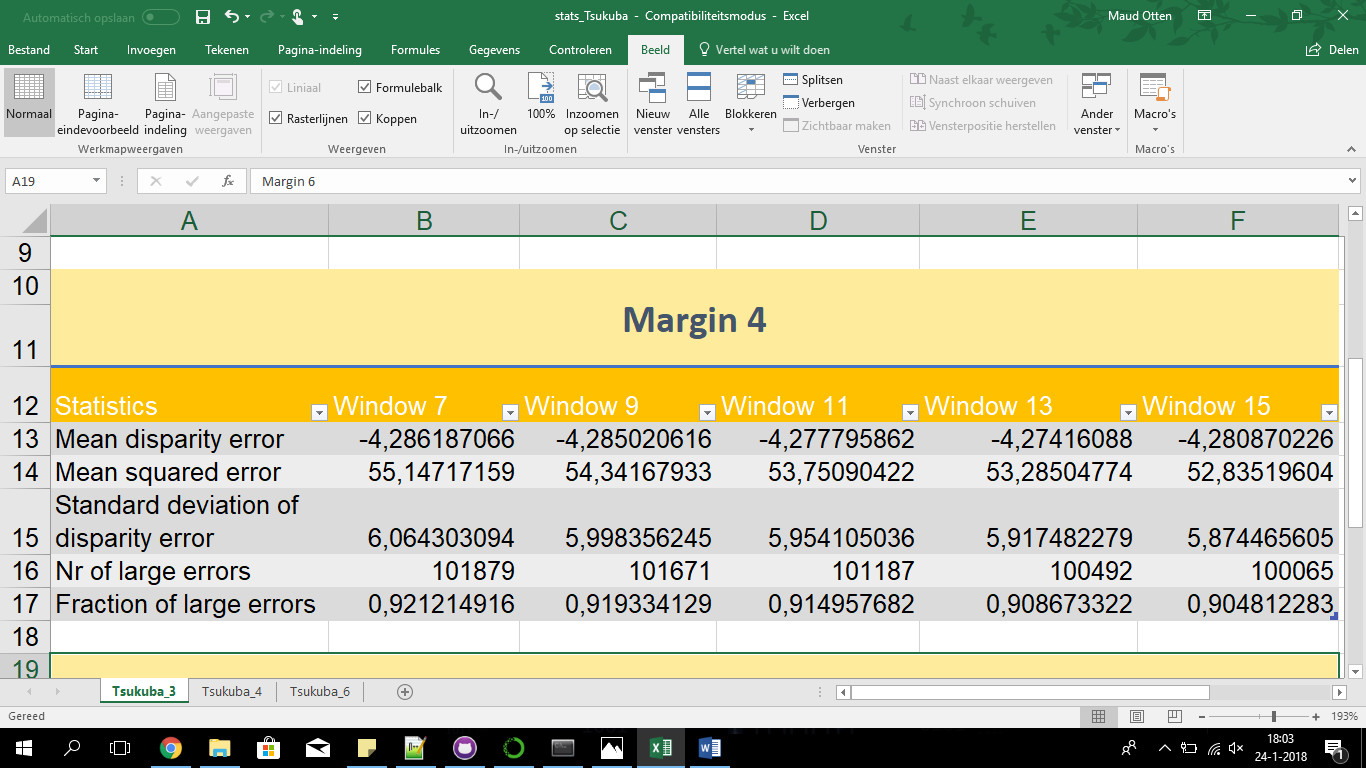 Automatisch opslaan
stats_Tsukuba - Compatibiliteitsmodus - Excel
Maud Otten
Bestand Start Invoegen Tekenen Pagina-indeling Formules Gegevens Controleren Beeld Vertel wat u wilt doen Delen
Normaal
Pagina-eindevoorbeeld
Pagina-indeling
Aangepaste weergaven
Werkmapweergaven
Liniaal Formulebalk
Rasterlijnen Koppen
Weergeven
In-/uitzoomen
100
100%
Inzoomen op selectie
In-/uitzoomen
Nieuw venster
Alle vensters
Blokkeren
Splitsen
Verbergen
Zichtbaar maken
Naast elkaar weergeven
Synchroon schuiven
Vensterpositie herstellen
Ander venster
Venster
Macro's
Macro's
A19 fx Margin 6
A B C D E F
9
10
Margin 4
11
12 Statistics Window 7 Window 9 Window 11 Window 13 Window 15
13 Mean disparity error -4,286187066 -4,285020616 -4,277795862 -4,27416088 -4,280870226
14 Mean squared error 55,14717159 54,34167933 53,75090422 53,28504774 52,83519604
Standard deviation of
15 disparity error 6,064303094 5,998356245 5,954105036 5,917482279 5,874465605
16 Nr of large errors 101879 101671 101187 100492 100065
17 Fraction of large errors 0,921214916 0,919334129 0,914957682 0,908673322 0,904812283
18
19
Tsukuba_3 Tsukuba_4 Tsukuba_6
Gereed 193%
18:03
24-1-2018
1